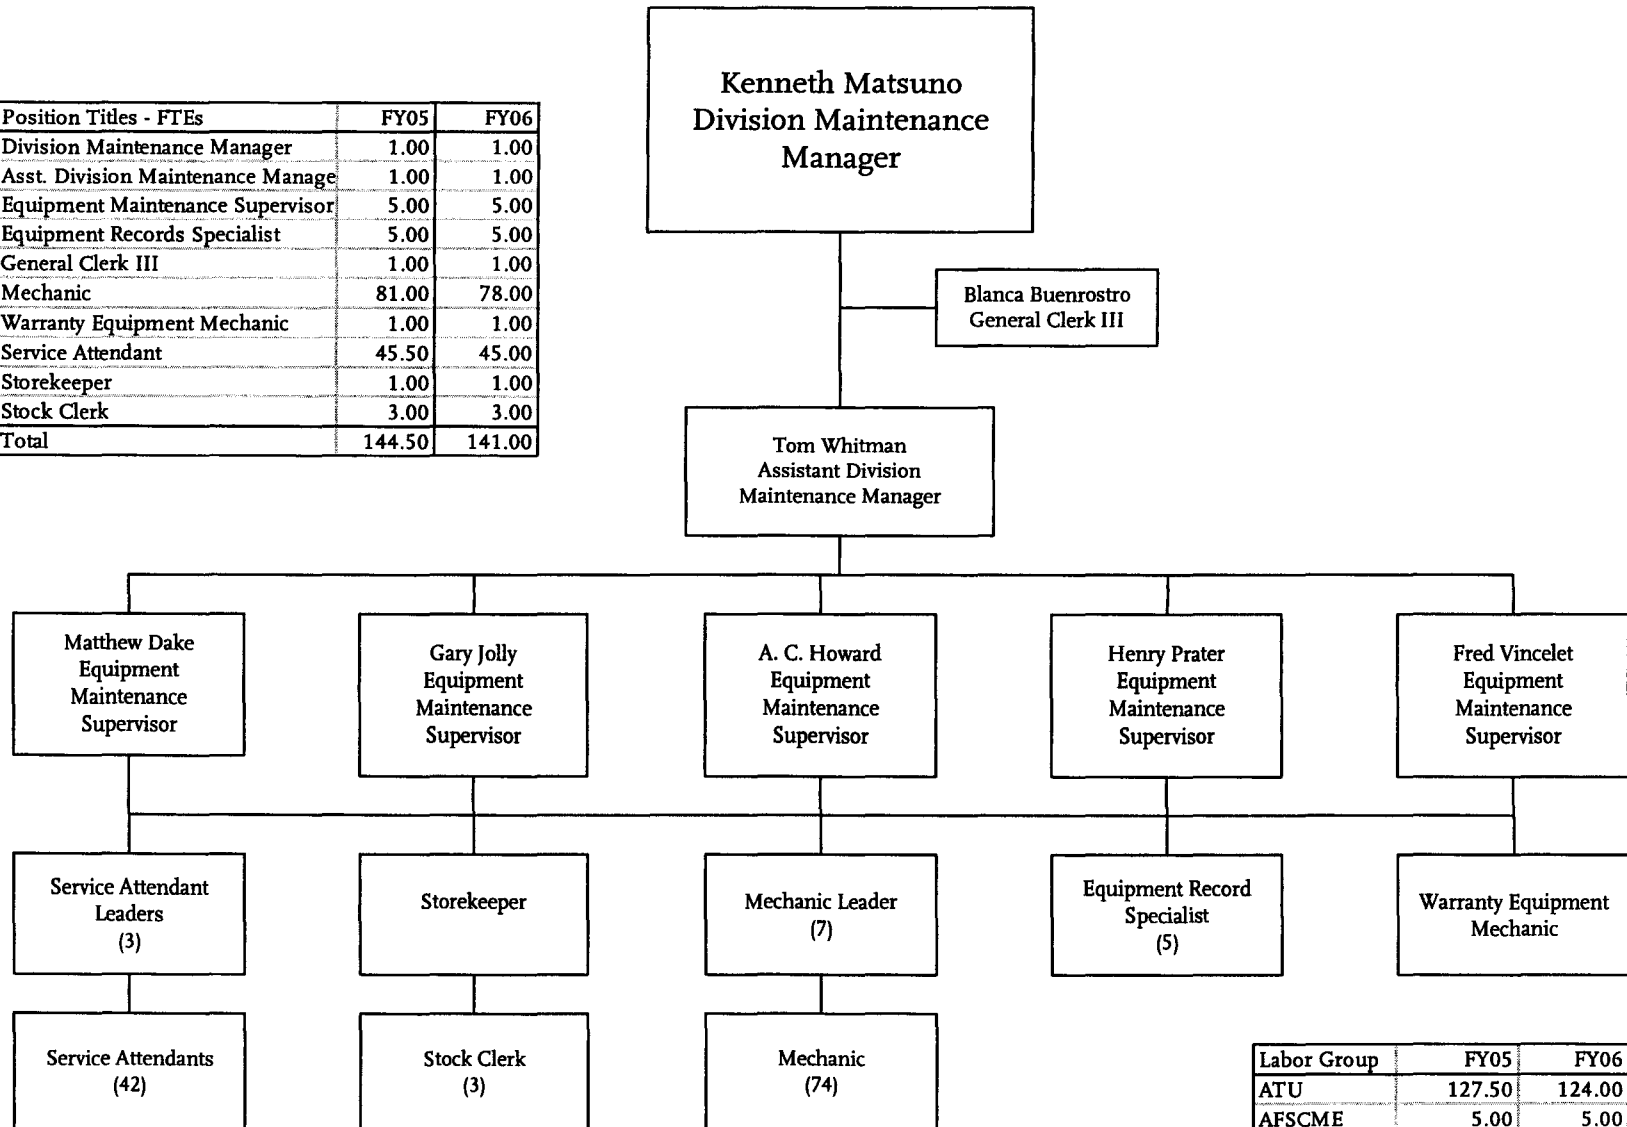 Kenneth Matsuno
Division Maintenance
Manager
Position Titles - FTEs FY05 FY06
Division Maintenance Manager 1.00 1.00
Asst. Division Maintenance Manage 1.00 1.00
Equipment Maintenance Supervisor 5.00 5.00
Equipment Records Specialist 5.00 5.00
General Clerk III 1.00 1.00
Mechanic 81.00 78.00
Warranty Equipment Mechanic 1.00 1.00
Service Attendant 45.50 45.00
Storekeeper 1.00 1.00
Stock Clerk 3.00 3.00
Total 144.50 141.00
Blanca Buenrostro
General Clerk III
Tom Whitman
Assistant Division
Maintenance Manager
Matthew Dake
Equipment
Maintenance
Supervisor
Gary Jolly
Equipment
Maintenance
Supervisor
A. C. Howard
Equipment
Maintenance
Supervisor
Henry Prater
Equipment
Maintenance
Supervisor
Fred Vincelet
Equipment
Maintenance
Supervisor
Service Attendant
Leaders
(3)
Storekeeper
Mechanic Leader
(7)
Equipment Record
Specialist
(5)
Warranty Equipment
Mechanic
Service Attendants
(42)
Stock Clerk
(3)
Mechanic
(74)
Labor Group FY05 FY06
ATU 127.50 124.00
AFSCME 5.00 5.00